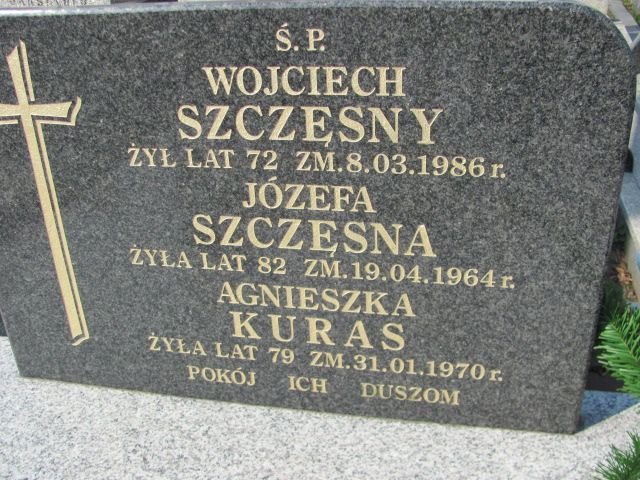 Ś. P.
WOJCIECH
SZCZĘSNY
ŻYŁ LAT 72 ZM. 8.03.1986 r.
JÓZEFA
SZCZĘSNA
ŻYŁA LAT 82 ZM. 19.04.1964 r.
AGNIESZKA
KURAS
ŻYŁA LAT 79 ZM. 31.01.1970 r.
POKÓJ ICH DUSZOM